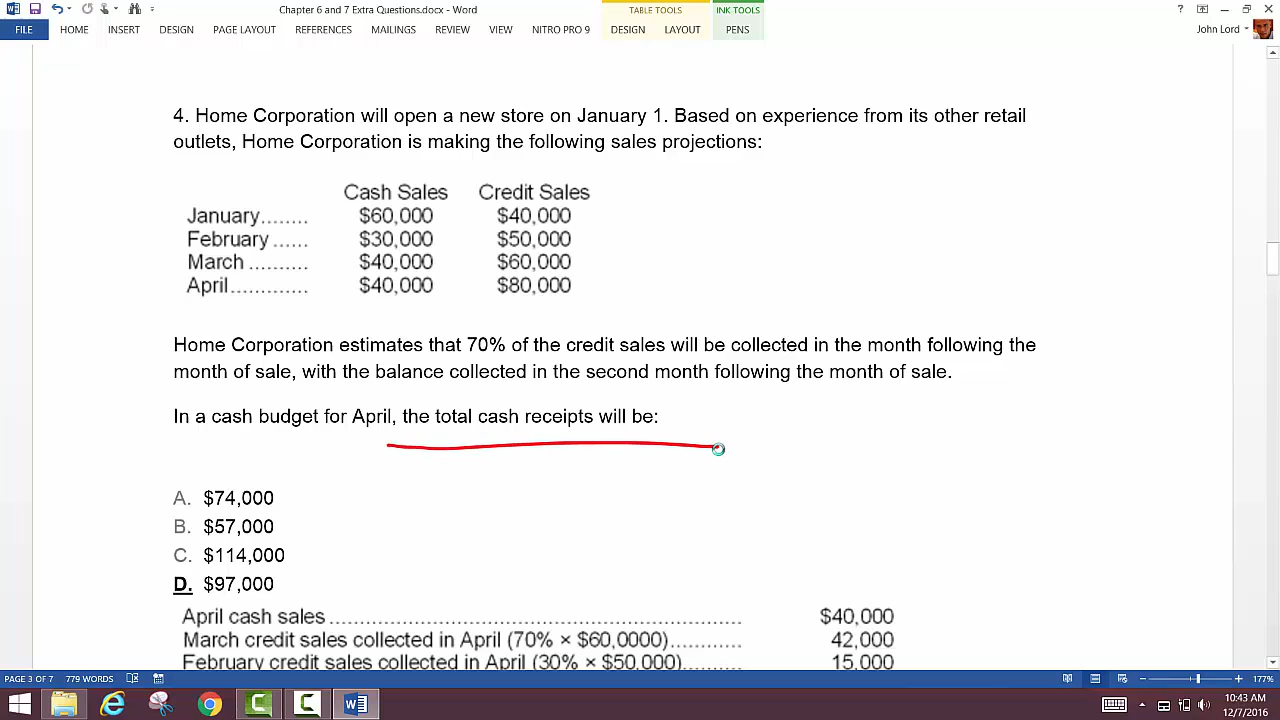 Chapter 6 and 7 Extra Questions.docx - Word
TABLE TOOLS
INK TOOLS
FILE
HOME
INSERT
DESIGN
PAGE LAYOUT
REFERENCES
MAILINGS
REVIEW
VIEW
NITRO PRO 9
DESIGN
LAYOUT
PENS
John Lord
4. Home Corporation will open a new store on January 1. Based on experience from its other retail
outlets, Home Corporation is making the following sales projections:
Cash Sales Credit Sales
January........ $60,000 $40,000
February ...... $30,000 $50,000
March .......... $40,000 $60,000
April............. $40,000 $80,000
Home Corporation estimates that 70% of the credit sales will be collected in the month following the
month of sale, with the balance collected in the second month following the month of sale.
In a cash budget for April, the total cash receipts will be:
A. $74,000
B. $57,000
C. $114,000
D. $97,000
April cash sales ........................................................................ $40,000
March credit sales collected in April (70% × $60,0000)............ 42,000
February credit sales collected in April (30% × $50,000).......... 15,000
PAGE 3 OF 7 779 WORDS
177%
10:43 AM
12/7/2016